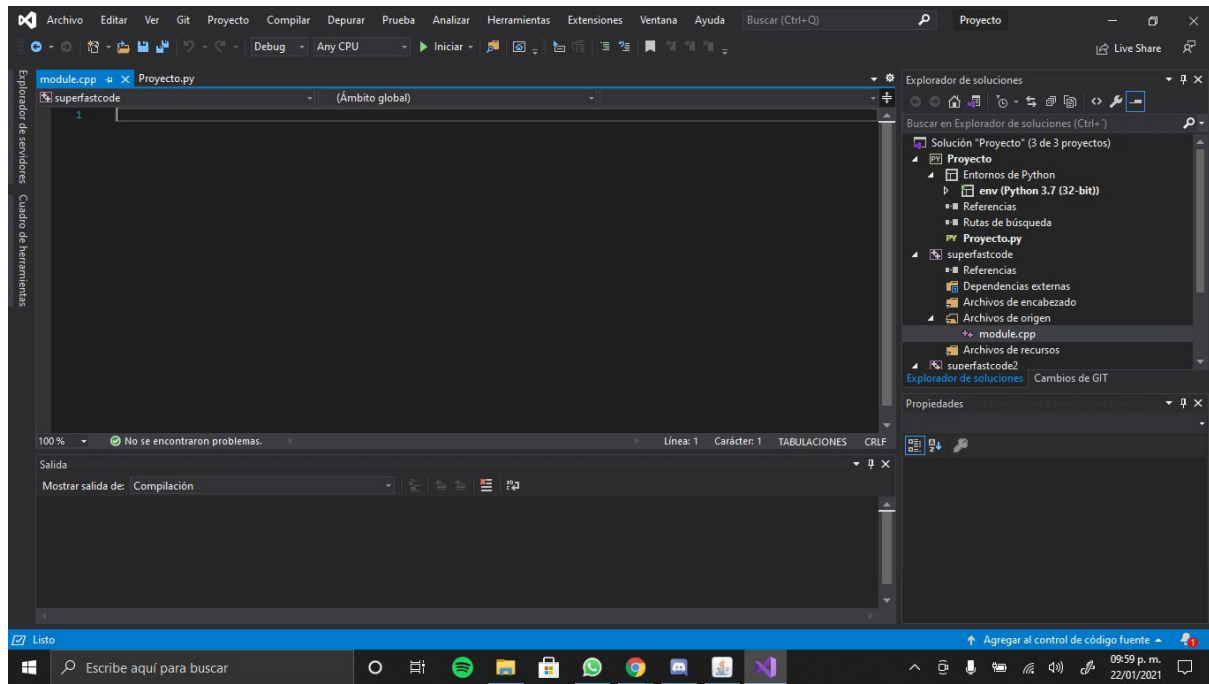 Archivo Editar Ver Git Proyecto Compilar Depurar Prueba Analizar Herramientas Extensiones Ventana Ayuda Buscar (Ctrl+Q) Proyecto
Debug Any CPU Iniciar Live Share
Explorador de servidores
Cuadro de herramientas
module.cpp Proyecto.py
superfastcode (Ámbito global)
1
100 % No se encontraron problemas. Línea: 1 Carácter: 1 TABULACIONES CRLF
Salida
Mostrar salida de: Compilación
Explorador de soluciones
Buscar en Explorador de soluciones (Ctrl+´)
Solución "Proyecto" (3 de 3 proyectos)
PY Proyecto
Entornos de Python
env (Python 3.7 (32-bit))
Referencias
Rutas de búsqueda
PY Proyecto.py
superfastcode
Referencias
Dependencias externas
Archivos de encabezado
Archivos de origen
module.cpp
Archivos de recursos
superfastcode2
Explorador de soluciones Cambios de GIT
Propiedades
Listo Agregar al control de código fuente 1
Escribe aquí para buscar 09:59 p. m.
22/01/2021